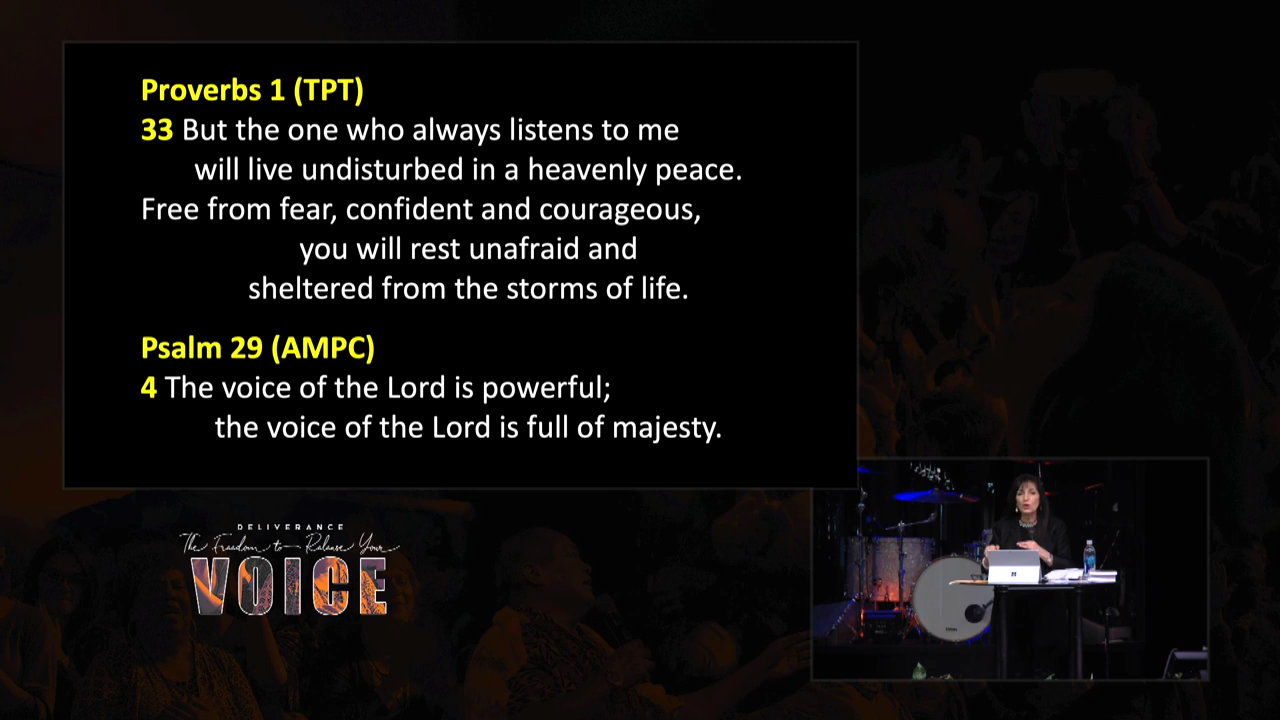 Proverbs 1 (TPT)
33 But the one who always listens to me
will live undisturbed in a heavenly peace.
Free from fear, confident and courageous,
you will rest unafraid and
sheltered from the storms of life.
Psalm 29 (AMPC)
4 The voice of the Lord is powerful;
the voice of the Lord is full of majesty.
DELIVERANCE
The Freedom to Release Your
VOICE